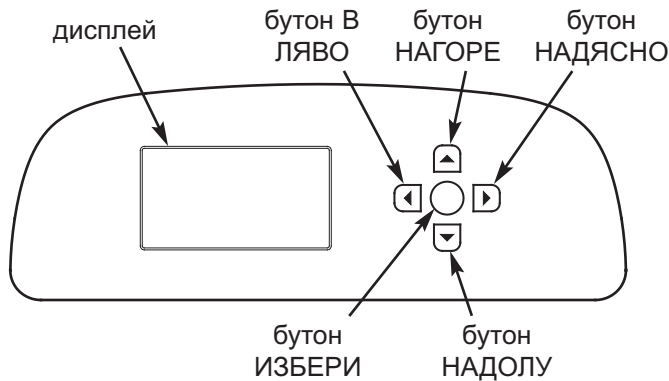 дисплей
бутон В
ЛЯВО
бутон
НАГОРЕ
бутон
НАДЯСНО
бутон
ИЗБЕРИ
бутон
НАДОЛУ